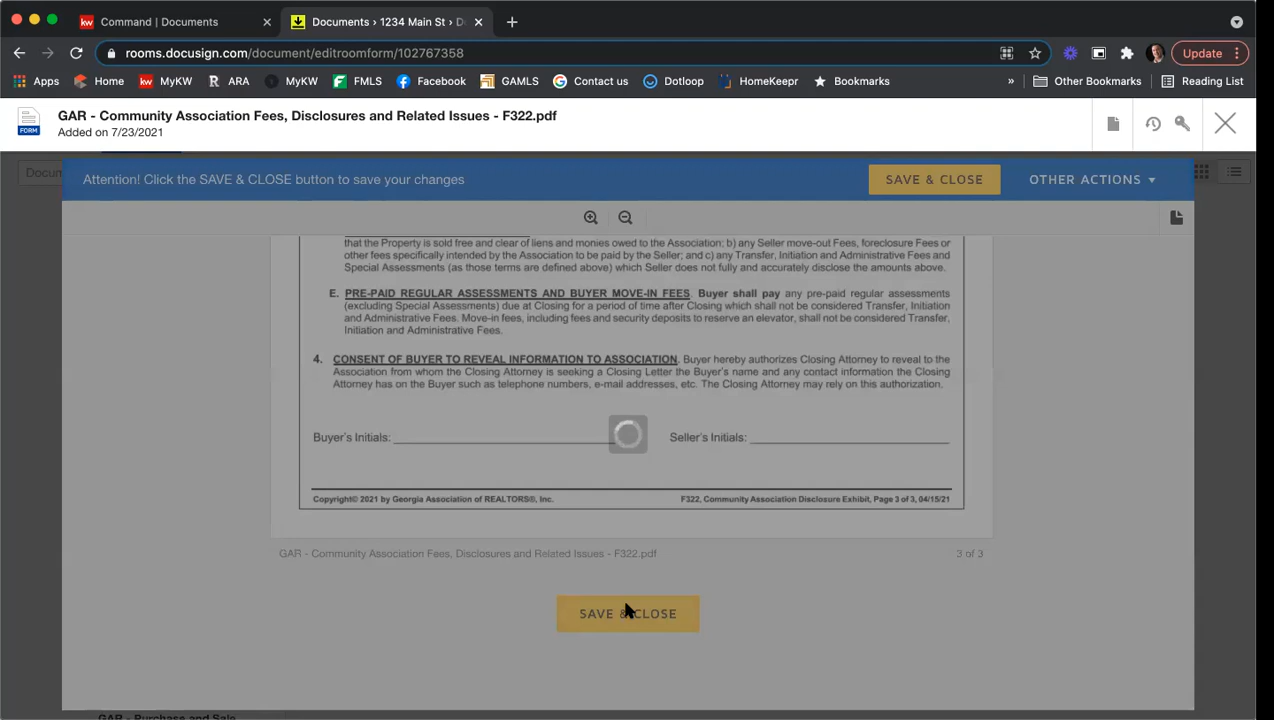 Command | Documents
Documents › 1234 Main St › D
rooms.docusign.com/document/editroomform/102767358
Update
Apps
Home
kw MyKW
R ARA
MyKW
FMLS
Facebook
GAMLS
Contact us
Dotloop
HomeKeepr
Bookmarks
»
Other Bookmarks
Reading List
FORM
GAR - Community Association Fees, Disclosures and Related Issues - F322.pdf
Added on 7/23/2021
Docum
Attention! Click the SAVE & CLOSE button to save your changes
SAVE & CLOSE
OTHER ACTIONS
that the Property is sold free and clear of liens and monies owed to the Association; b) any Seller move-out Fees, foreclosure Fees or
other fees specifically intended by the Association to be paid by the Seller; and c) any Transfer, Initiation and Administrative Fees and
Special Assessments (as those terms are defined above) which Seller does not fully and accurately disclose the amounts above.
E. PRE-PAID REGULAR ASSESSMENTS AND BUYER MOVE-IN FEES. Buyer shall pay any pre-paid regular assessments
(excluding Special Assessments) due at Closing for a period of time after Closing which shall not be considered Transfer, Initiation
and Administrative Fees. Move-in fees, including fees and security deposits to reserve an elevator, shall not be considered Transfer,
Initiation and Administrative Fees.
4. CONSENT OF BUYER TO REVEAL INFORMATION TO ASSOCIATION. Buyer hereby authorizes Closing Attorney to reveal to the
Association from whom the Closing Attorney is seeking a Closing Letter the Buyer's name and any contact information the Closing
Attorney has on the Buyer such as telephone numbers, e-mail addresses, etc. The Closing Attorney may rely on this authorization.
Buyer's Initials: Seller's Initials:
Copyright© 2021 by Georgia Association of REALTORS®, Inc. F322, Community Association Disclosure Exhibit, Page 3 of 3, 04/15/21
GAR - Community Association Fees, Disclosures and Related Issues - F322.pdf 3 of 3
SAVE & CLOSE
GAR - Purchase and Sale